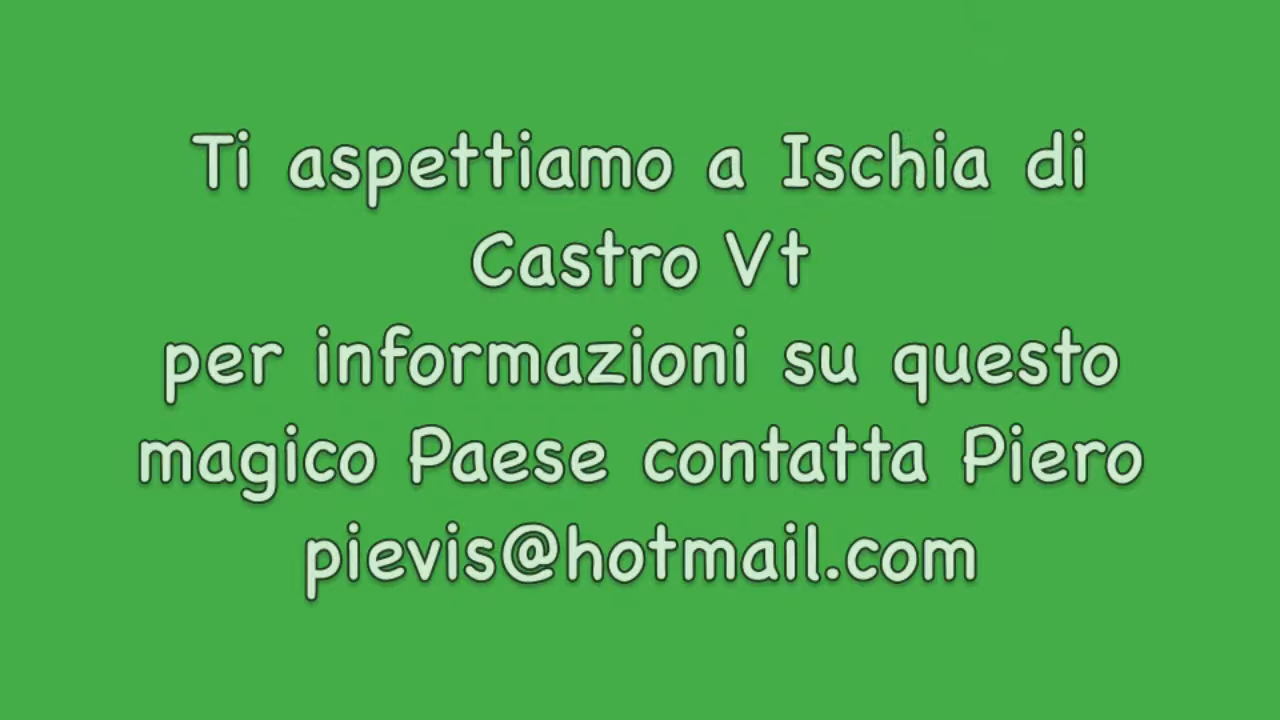 Ti aspettiamo a Ischia di
Castro Vt
per informazioni su questo
magico Paese contatta Piero
pievis@hotmail.com